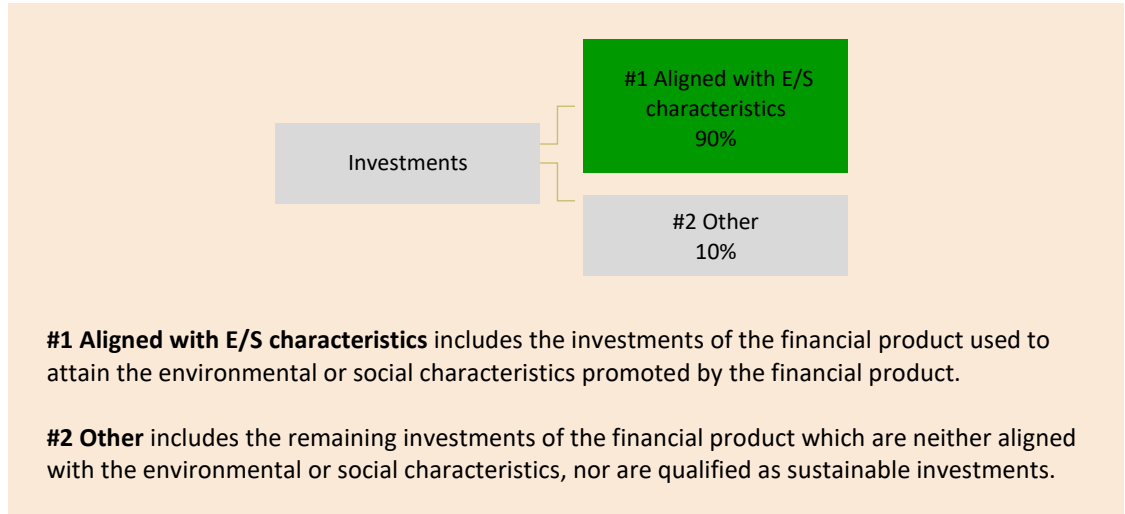 #1 Aligned with E/S
characteristics
90%
Investments
#2 Other
10%
#1 Aligned with E/S characteristics includes the investments of the financial product used to
attain the environmental or social characteristics promoted by the financial product.
#2 Other includes the remaining investments of the financial product which are neither aligned
with the environmental or social characteristics, nor are qualified as sustainable investments.